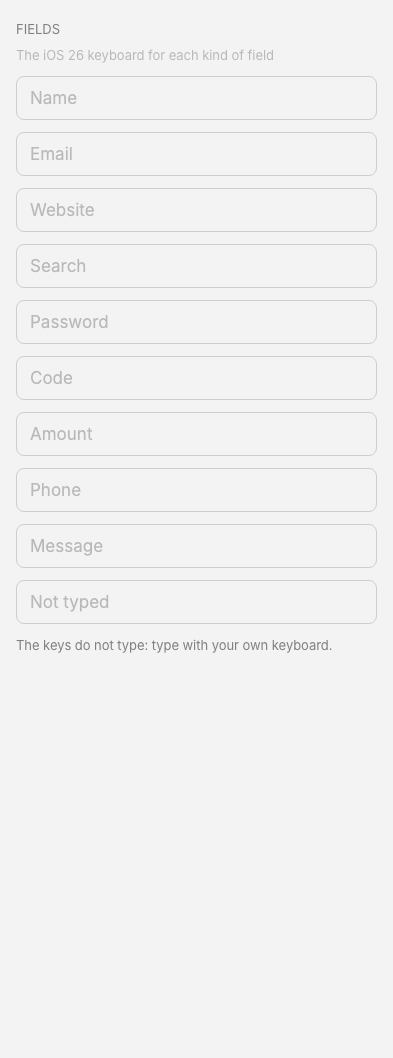 FIELDS
The iOS 26 keyboard for each kind of field
Name
Email
Website
Search
Password
Code
Amount
Phone
Message
Not typed
The keys do not type: type with your own keyboard.